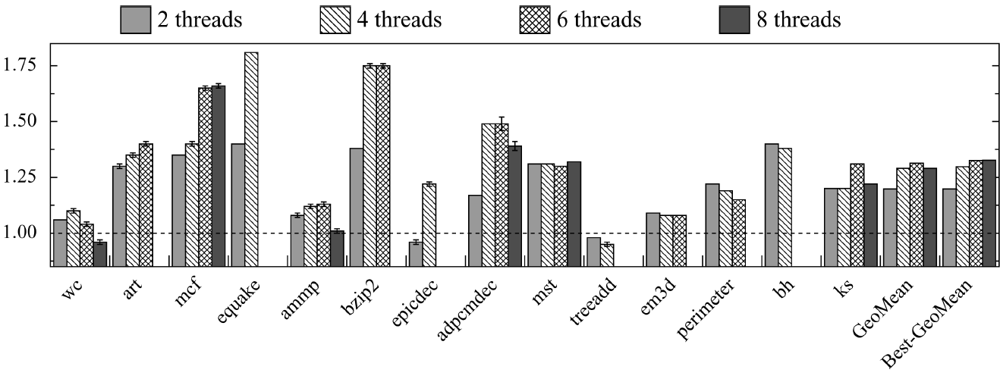 2 threads 4 threads 6 threads 8 threads
1.75
1.50
1.25
1.00
wc art mcf equake ammp bzip2 epicdec adpcmdec mst treeadd em3d perimeter bh ks GeoMean Best-GeoMean